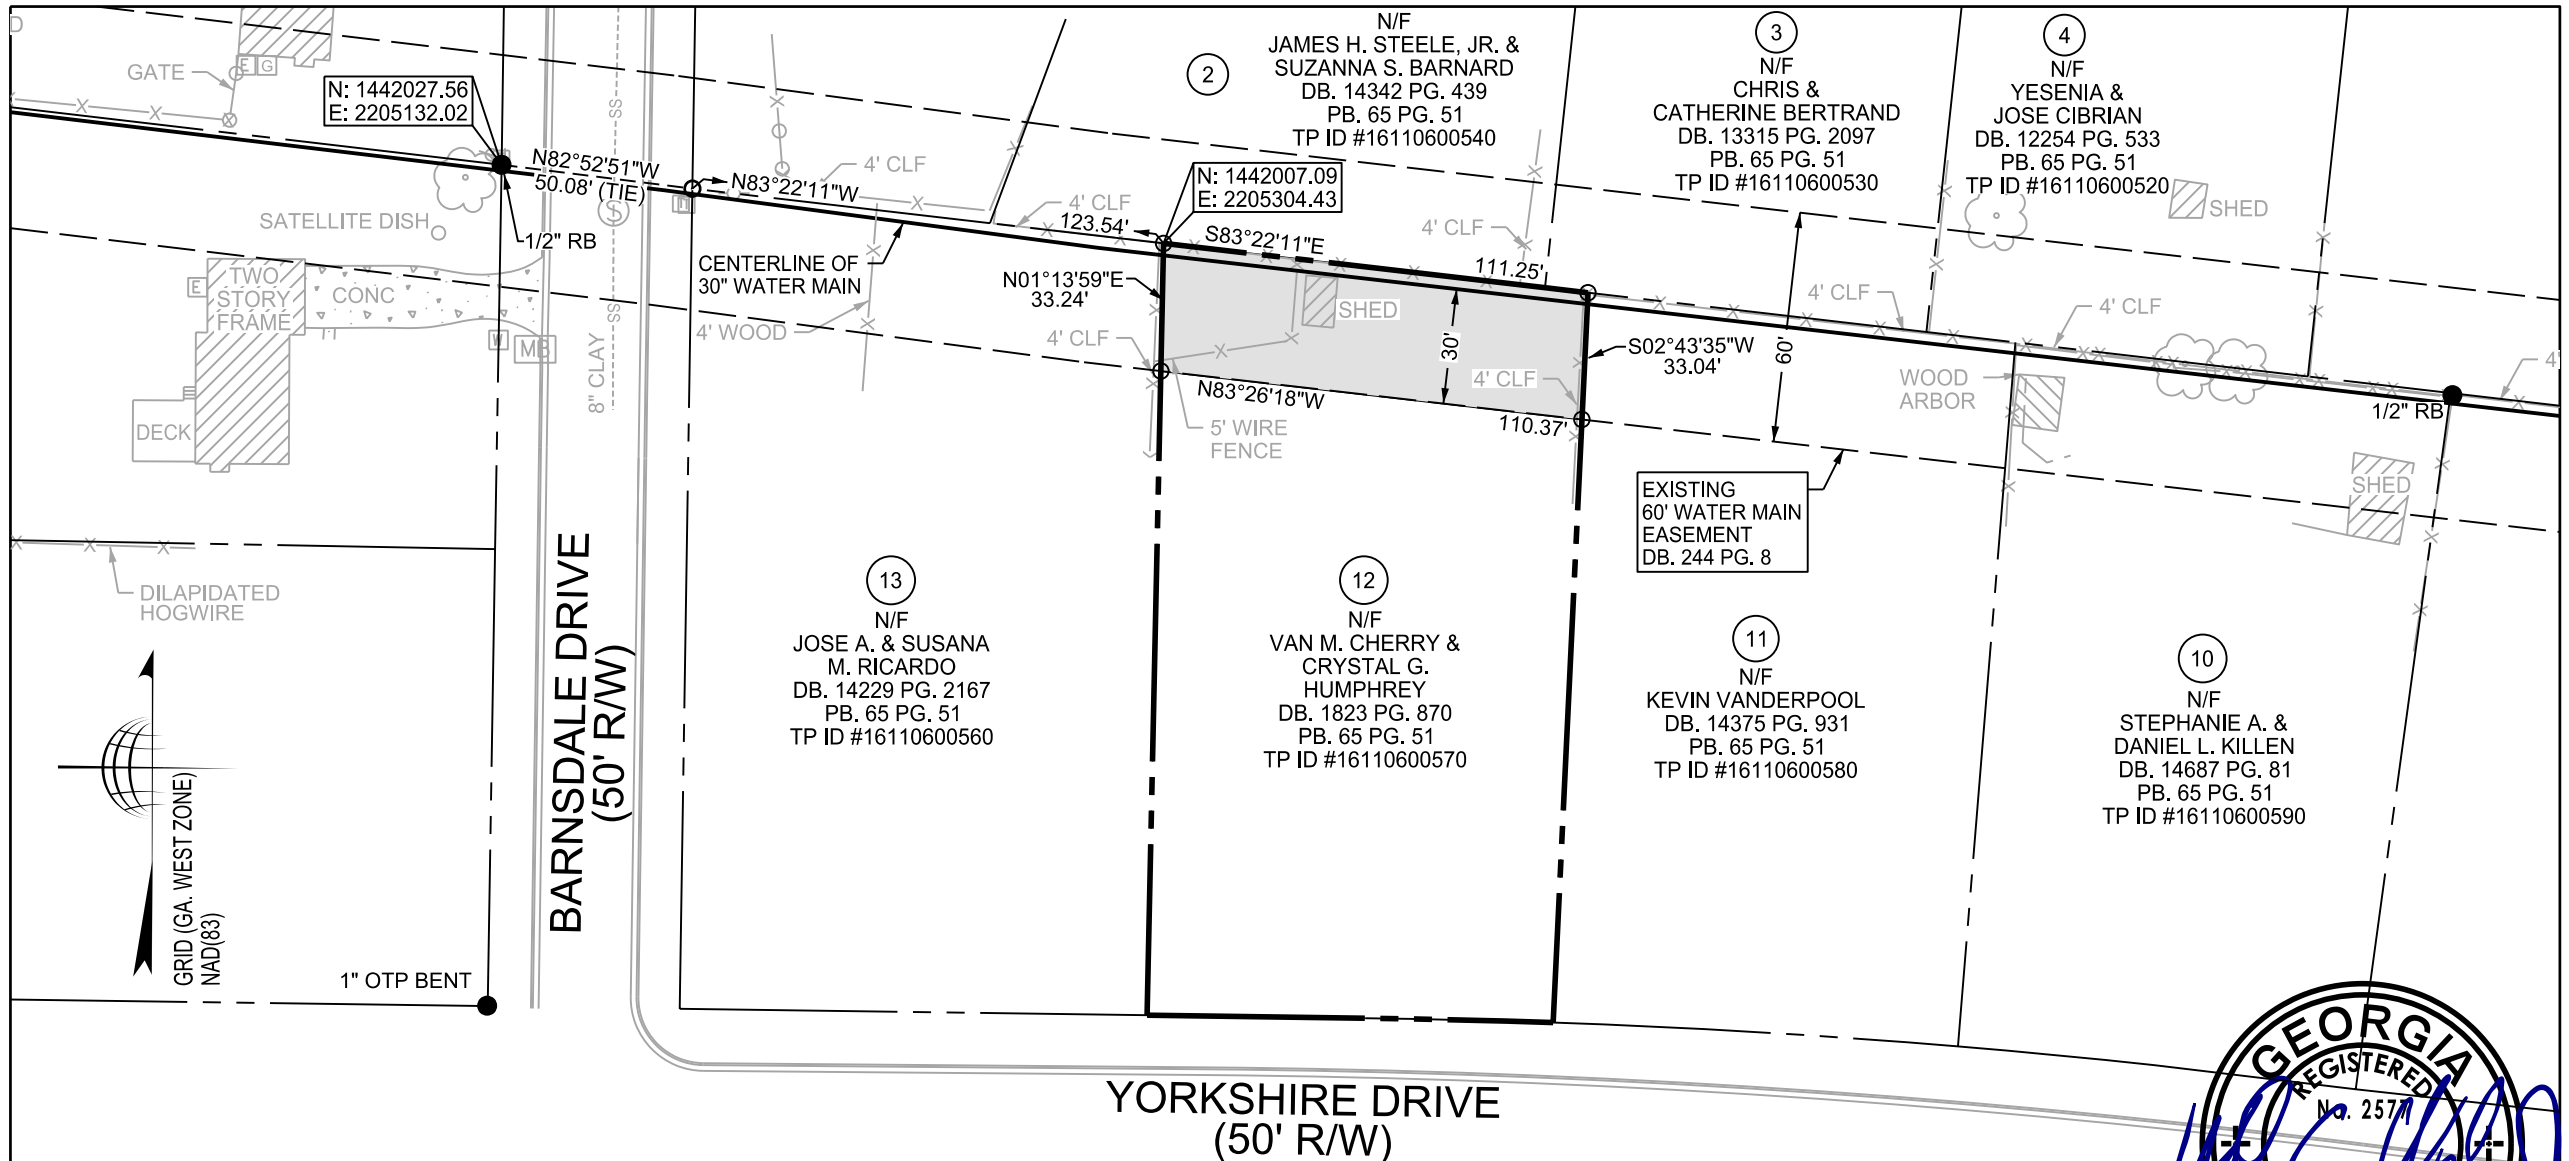 N/F
JAMES H. STEELE, JR. &
SUZANNA S. BARNARD
DB. 14342 PG. 439
PB. 65 PG. 51
TP ID #16110600540
2
3
N/F
CHRIS &
CATHERINE BERTRAND
DB. 13315 PG. 2097
PB. 65 PG. 51
TP ID #16110600530
4
N/F
YESENIA &
JOSE CIBRIAN
DB. 12254 PG. 533
PB. 65 PG. 51
TP ID #16110600520
D
GATE
E
G
N: 1442027.56
E: 2205132.02
SS
N82°52'51"W
50.08' (TIE)
N83°22'11"W
4' CLF
4' CLF
123.54'
N: 1442007.09
E: 2205304.43
S83°22'11"E
111.25'
4' CLF
SHED
SATELLITE DISH
1/2" RB
S
CENTERLINE OF
30" WATER MAIN
N01°13'59"E
33.24'
SHED
30'
60'
S02°43'35"W
33.04'
4' CLF
4' CLF
4'
E
TWO
STORY
FRAME
CONC
W
MB
SS
8" CLAY
4' WOOD
4' CLF
4' CLF
N83°26'18"W
110.37'
5' WIRE
FENCE
WOOD
ARBOR
1/2" RB
DECK
SHED
EXISTING
60' WATER MAIN
EASEMENT
DB. 244 PG. 8
DILAPIDATED
HOGWIRE
BARNSDALE DRIVE
(50' R/W)
13
N/F
JOSE A. & SUSANA
M. RICARDO
DB. 14229 PG. 2167
PB. 65 PG. 51
TP ID #16110600560
12
N/F
VAN M. CHERRY &
CRYSTAL G.
HUMPHREY
DB. 1823 PG. 870
PB. 65 PG. 51
TP ID #16110600570
11
N/F
KEVIN VANDERPOOL
DB. 14375 PG. 931
PB. 65 PG. 51
TP ID #16110600580
10
N/F
STEPHANIE A. &
DANIEL L. KILLEN
DB. 14687 PG. 81
PB. 65 PG. 51
TP ID #16110600590
GRID (GA. WEST ZONE)
NAD(83)
1" OTP BENT
YORKSHIRE DRIVE
(50' R/W)
GEORGIA
REGISTERED
No. 2577